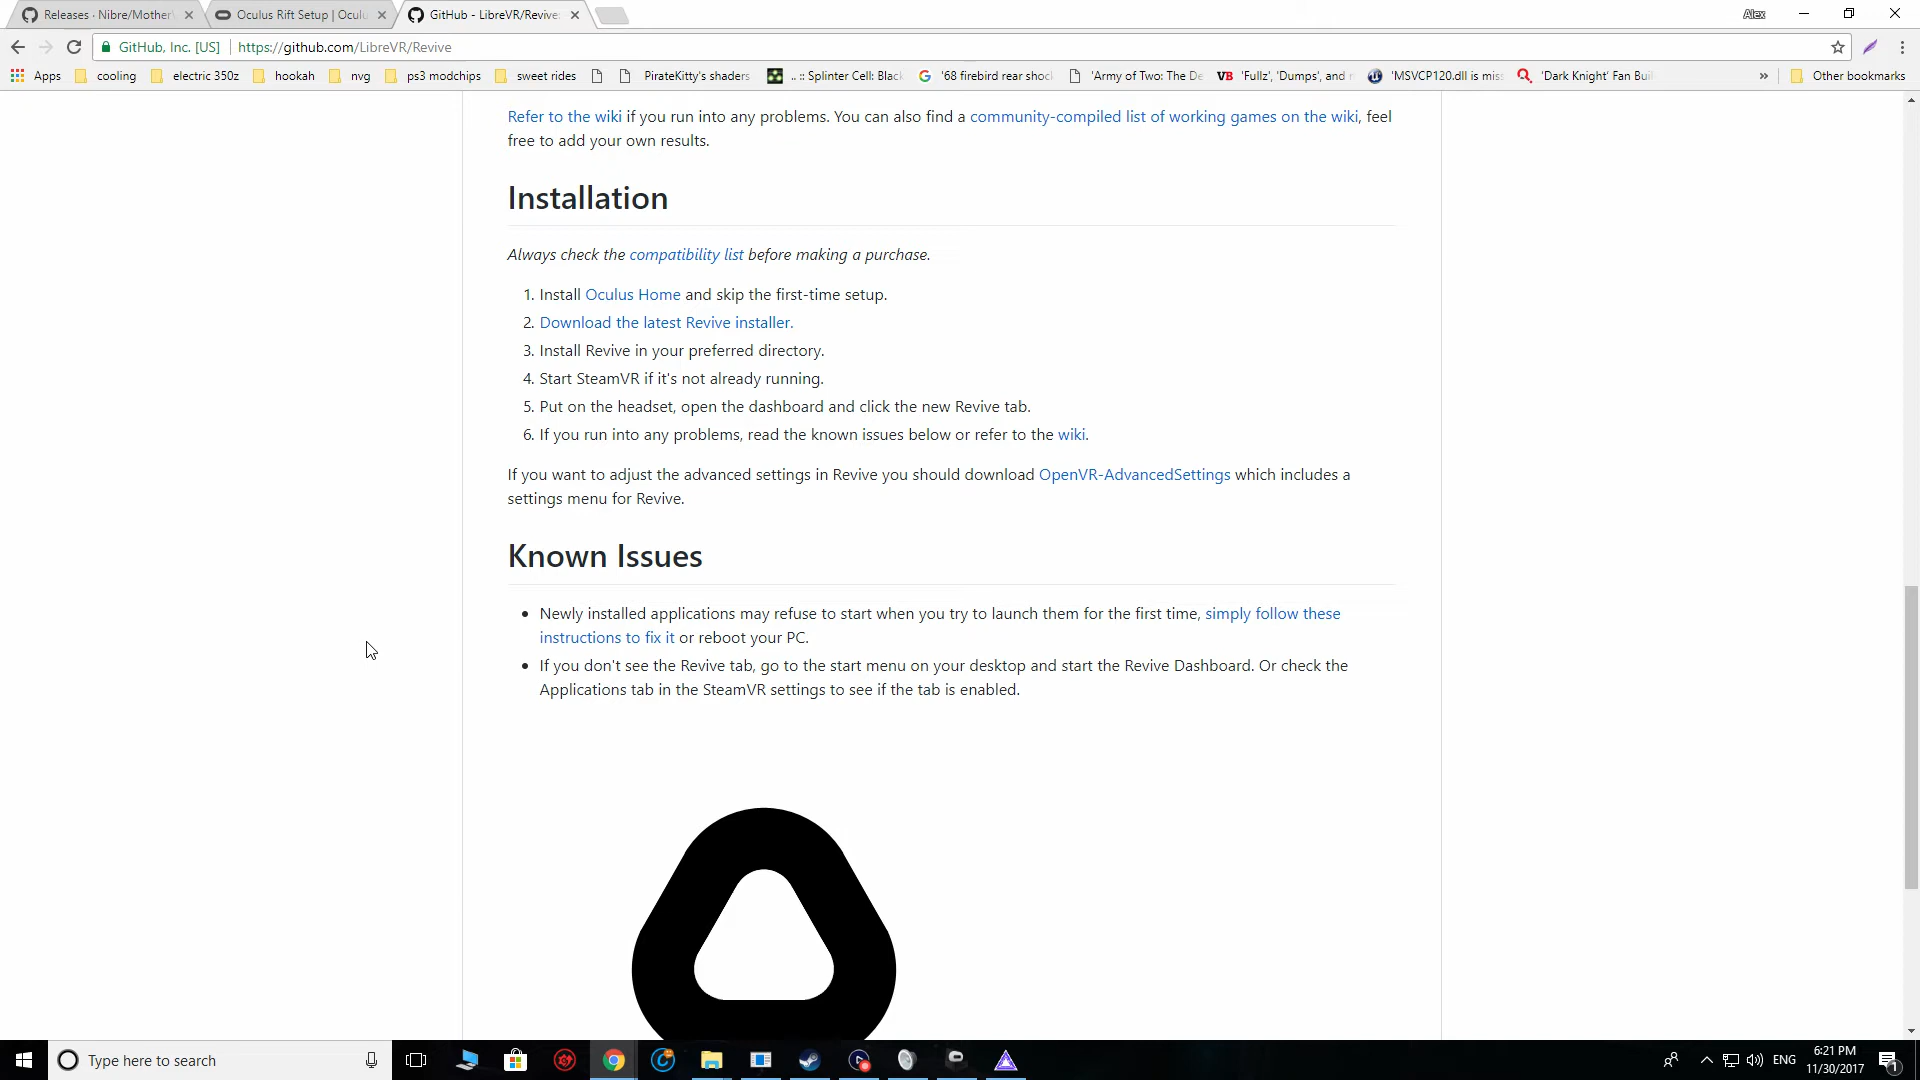 Releases · Nibre/Mother
Oculus Rift Setup | Ocul
GitHub - LibreVR/Revive
Alex
GitHub, Inc. [US] https://github.com/LibreVR/Revive
Apps cooling electric 350z hookah nvg ps3 modchips sweet rides PirateKitty's shaders .. :: Splinter Cell: Blac '68 firebird rear shoc 'Army of Two: The De 'Fullz', 'Dumps', and 'MSVCP120.dll is mis 'Dark Knight' Fan Bui » Other bookmarks
Refer to the wiki if you run into any problems. You can also find a community-compiled list of working games on the wiki, feel
free to add your own results.
Installation
Always check the compatibility list before making a purchase.
1. Install Oculus Home and skip the first-time setup.
2. Download the latest Revive installer.
3. Install Revive in your preferred directory.
4. Start SteamVR if it's not already running.
5. Put on the headset, open the dashboard and click the new Revive tab.
6. If you run into any problems, read the known issues below or refer to the wiki.
If you want to adjust the advanced settings in Revive you should download OpenVR-AdvancedSettings which includes a
settings menu for Revive.
Known Issues
• Newly installed applications may refuse to start when you try to launch them for the first time, simply follow these
instructions to fix it or reboot your PC.
• If you don't see the Revive tab, go to the start menu on your desktop and start the Revive Dashboard. Or check the
Applications tab in the SteamVR settings to see if the tab is enabled.
Type here to search
ENG
6:21 PM
11/30/2017
1